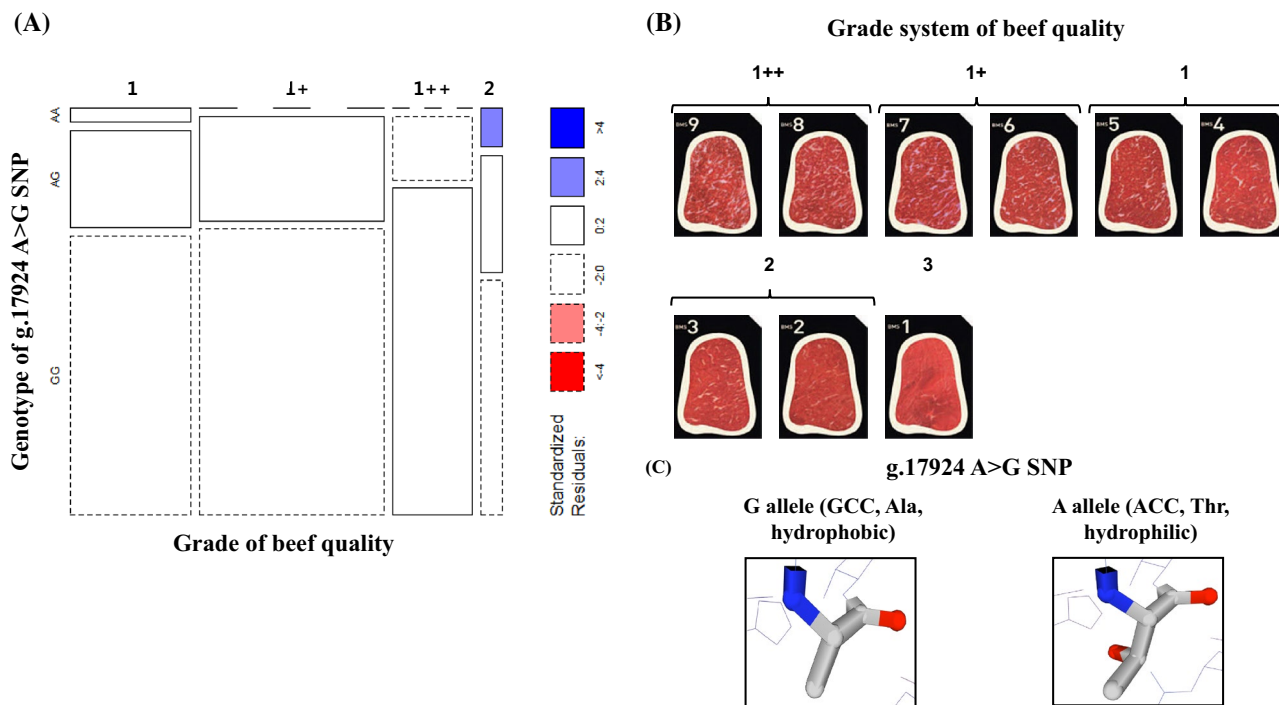 (A)
1 1+ 1++ 2
AA
AG
GG
Genotype of g.17924 A>G SNP
Grade of beef quality
Standardized
Residuals:
<-4
-4:-2
-2:0
0:2
2:4
>4
(B)
Grade system of beef quality
1++ 1+ 1
BMS 9 BMS 8 BMS 7 BMS 6 BMS 5 BMS 4
2 3
BMS 3 BMS 2 BMS 1
(C)
g.17924 A>G SNP
G allele (GCC, Ala,
hydrophobic)
A allele (ACC, Thr,
hydrophilic)